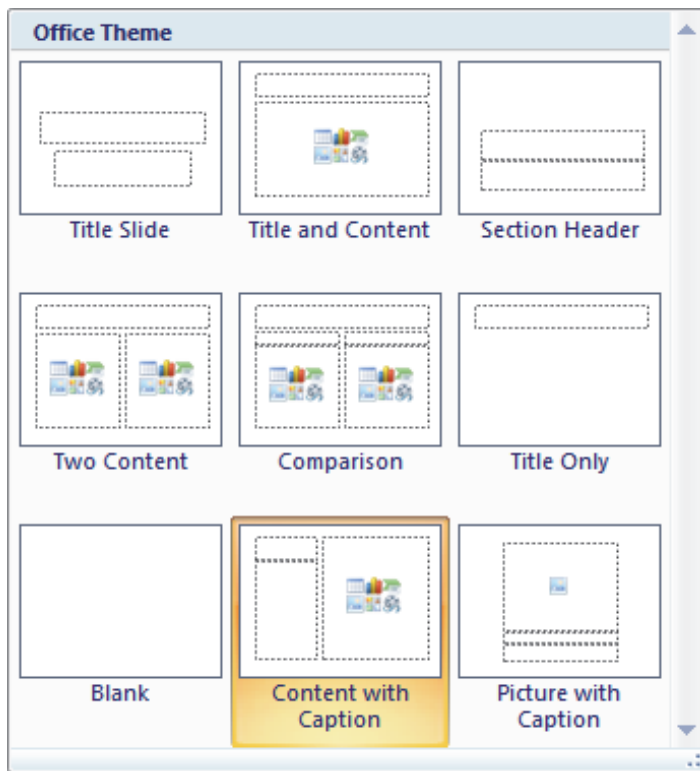 Office Theme
Title Slide
Title and Content
Section Header
Two Content
Comparison
Title Only
Blank
Content with
Caption
Picture with
Caption